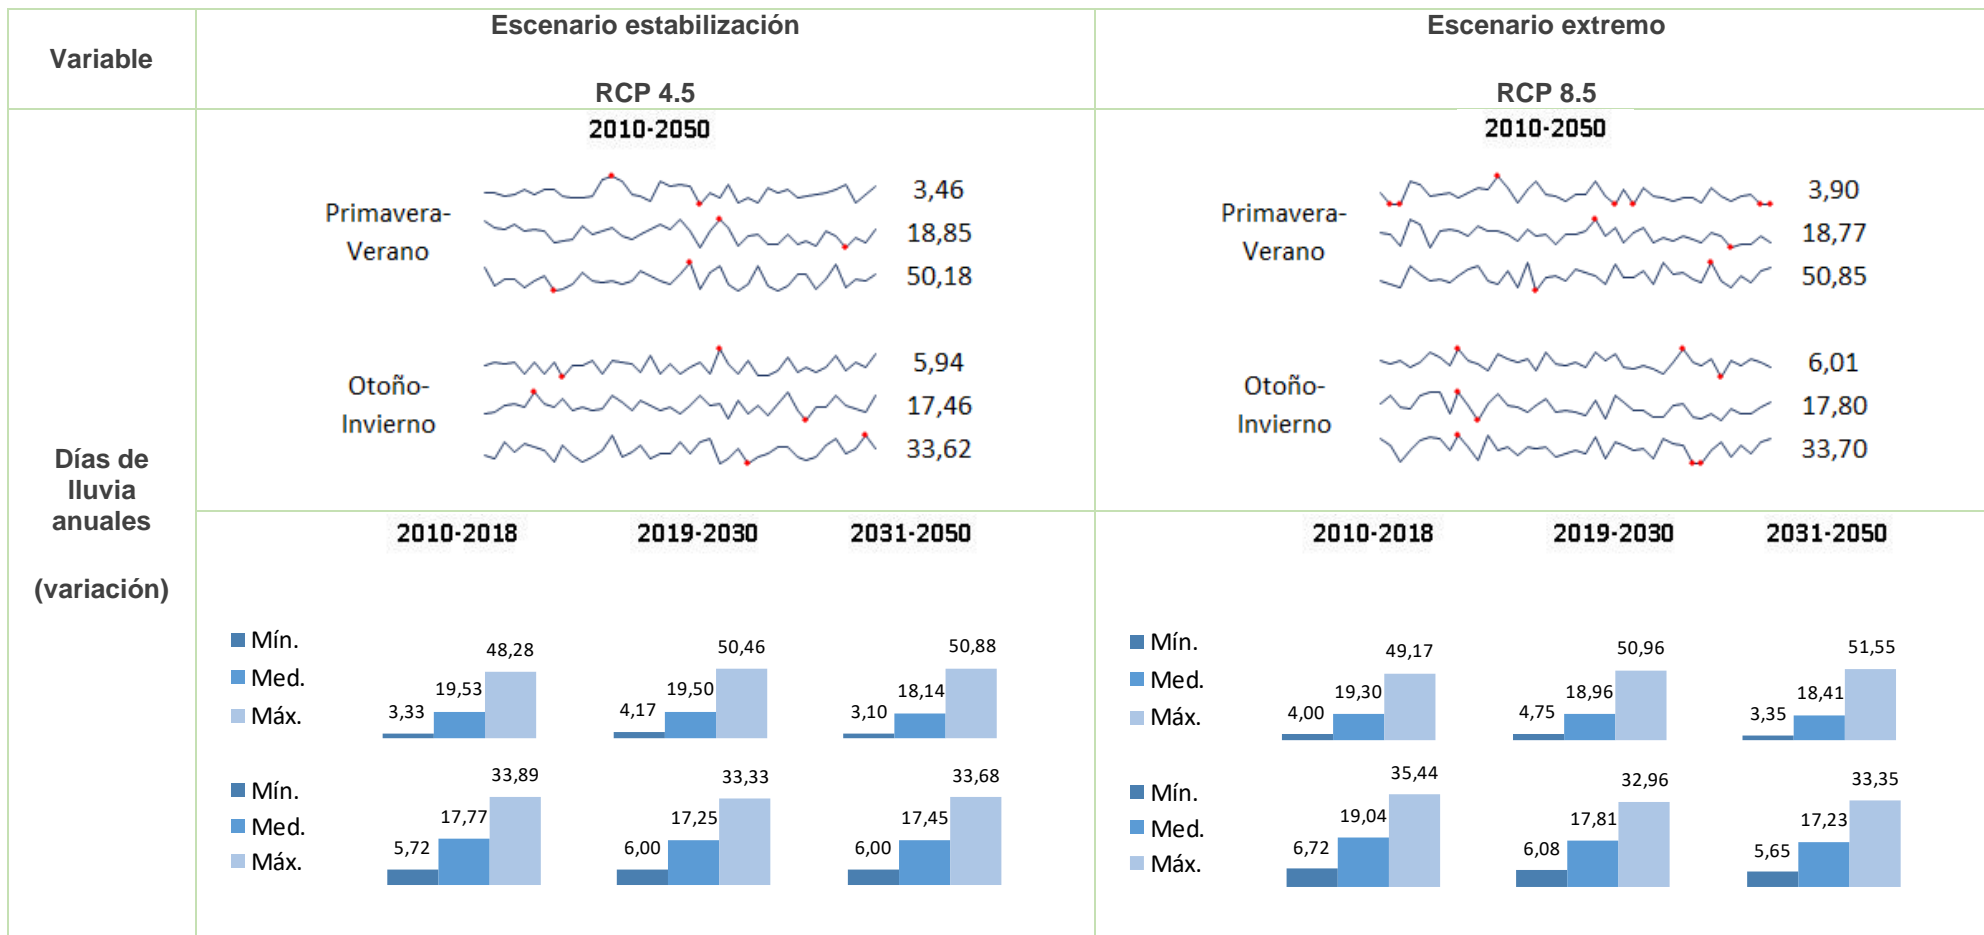 Variable
Escenario estabilización
RCP 4.5
Escenario extremo
RCP 8.5
Días de
lluvia
anuales
(variación)
2010-2050
Primavera-
Verano
3,46
18,85
50,18
Otoño-
Invierno
5,94
17,46
33,62
2010-2050
Primavera-
Verano
3,90
18,77
50,85
Otoño-
Invierno
6,01
17,80
33,70
2010-2018 2019-2030 2031-2050
Mín.
Med.
Máx.
3,33 19,53 48,28
4,17 19,50 50,46
3,10 18,14 50,88
Mín.
Med.
Máx.
5,72 17,77 33,89
6,00 17,25 33,33
6,00 17,45 33,68
2010-2018 2019-2030 2031-2050
Mín.
Med.
Máx.
4,00 19,30 49,17
4,75 18,96 50,96
3,35 18,41 51,55
Mín.
Med.
Máx.
6,72 19,04 35,44
6,08 17,81 32,96
5,65 17,23 33,35